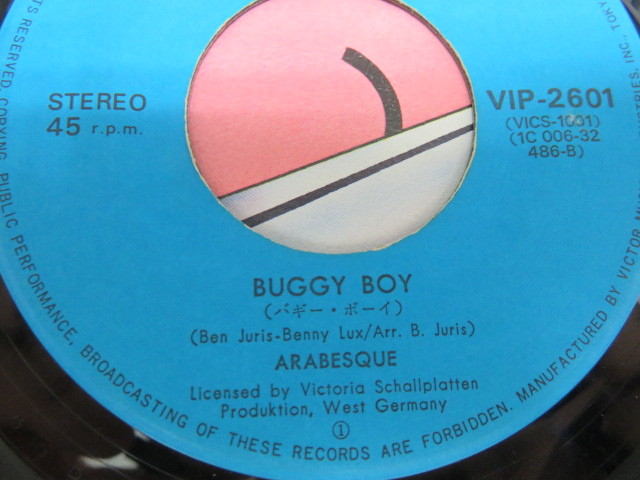 STEREO
45 r.p.m.
VIP-2601
(VICS-1001)
(1C 006-32
486-B)
BUGGY BOY
(バギー・ボーイ)
(Ben Juris-Benny Lux/Arr. B. Juris)
ARABESQUE
Licensed by Victoria Schallplatten
Produktion, West Germany
①
RESERVED. COPYING, PUBLIC PERFORMANCE, BROADCASTING OF THESE RECORDS ARE FORBIDDEN. MANUFACTURED BY VICTOR INC. TOKY